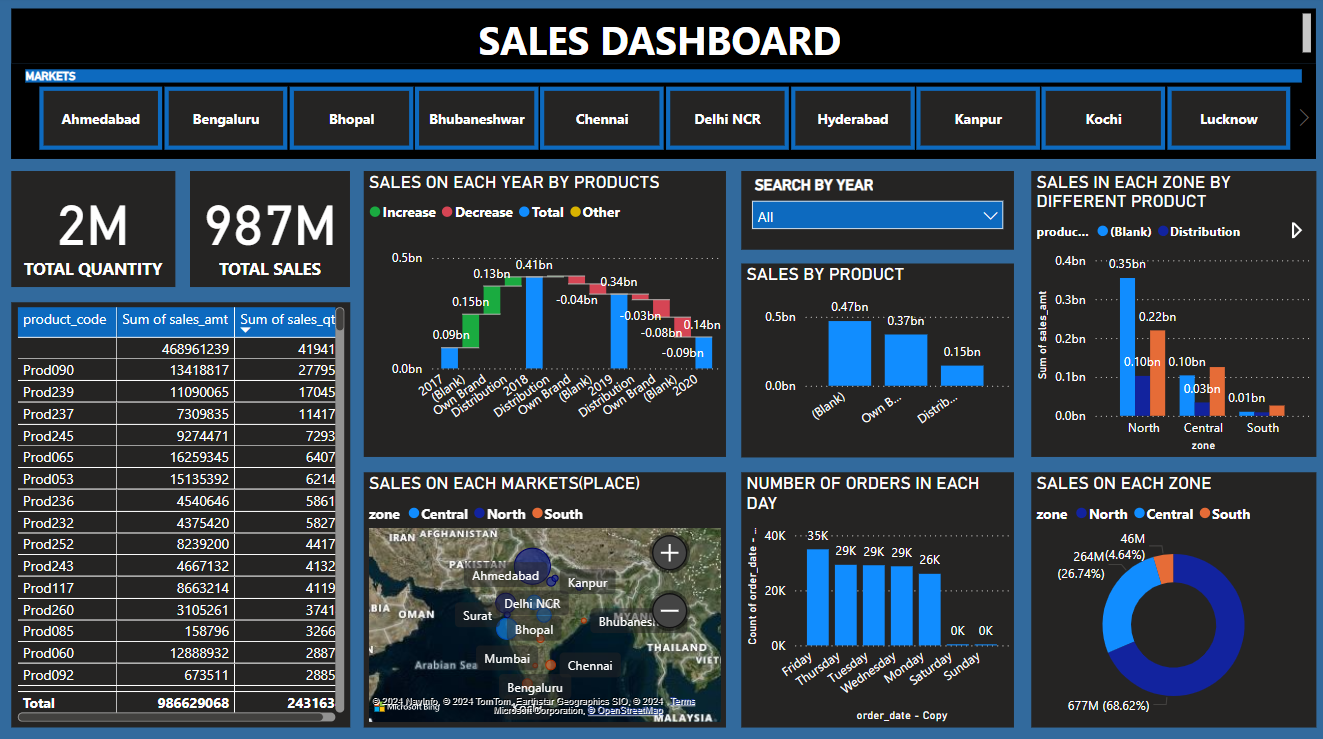 SALES DASHBOARD
MARKETS
Ahmedabad
Bengaluru
Bhopal
Bhubaneshwar
Chennai
Delhi NCR
Hyderabad
Kanpur
Kochi
Lucknow
2M
TOTAL QUANTITY
987M
TOTAL SALES
product_code Sum of sales_amt Sum of sales_qt
468961239 41941
Prod090 13418817 27795
Prod239 11090065 17045
Prod237 7309835 11417
Prod245 9274471 7293
Prod065 16259345 6407
Prod053 15135392 6214
Prod236 4540646 5861
Prod232 4375420 5827
Prod252 8239200 4417
Prod243 4667132 4132
Prod117 8663214 4119
Prod260 3105261 3741
Prod085 158796 3266
Prod060 12888932 2887
Prod092 673511 2885
Total 986629068 243163
SALES ON EACH YEAR BY PRODUCTS
Increase Decrease Total Other
0.5bn
0.0bn
0.09bn
0.15bn
0.13bn
0.41bn
-0.04bn
0.34bn
-0.03bn
-0.08bn
-0.09bn
0.14bn
2017
(Blank)
Own Brand
Distribution
2018
Distribution
Own Brand
(Blank)
2019
Distribution
Own Brand
(Blank)
2020
SEARCH BY YEAR
All
SALES BY PRODUCT
0.5bn
0.0bn
0.47bn
0.37bn
0.15bn
(Blank)
Own B...
Distrib...
SALES IN EACH ZONE BY
DIFFERENT PRODUCT
produc... (Blank) Distribution
Sum of sales_amt
0.4bn
0.3bn
0.2bn
0.1bn
0.0bn
0.35bn
0.10bn
0.22bn
0.10bn
0.03bn
0.01bn
North
Central
South
zone
SALES ON EACH MARKETS(PLACE)
zone Central North South
IRAN
AFGHANISTAN
PAKISTAN
Ahmedabad
Kanpur
OMAN
Delhi NCR
Surat
Bhopal
Bhubanes...
MYANM
THALAND
VIET
Arabian Sea
Mumbai
Chennai
Bengaluru
MALAYSIA
© 2024 NavInfo, © 2024 TomTom, Earthstar Geographics SIO, © 2024 Terms
Microsoft Corporation, © OpenStreetMap
Microsoft Bing
NUMBER OF ORDERS IN EACH
DAY
40K
20K
0K
35K
29K
29K
29K
26K
0K
0K
Friday
Thursday
Tuesday
Wednesday
Monday
Saturday
Sunday
order_date - Copy
SALES ON EACH ZONE
zone North Central South
46M
(4.64%)
264M
(26.74%)
677M (68.62%)